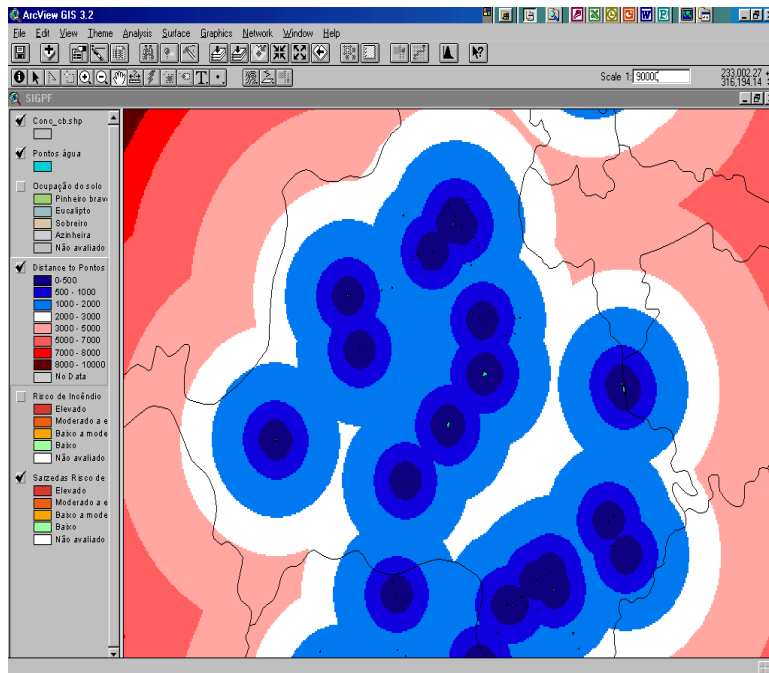 ArcView GIS 3.2
File Edit View Theme Analysis Surface Graphics Network Window Help
Scale 1: 9000
233,002.27
316,194.14
SIGPF
Conc_cb.shp
Pontos água
Ocupação do solo
Pinheiro brav
Eucalipto
Sobreiro
Azinheira
Não avaliado
Distance to Pontos
0-500
500 - 1000
1000 - 2000
2000 - 3000
3000 - 5000
5000 - 7000
7000 - 8000
8000 - 10000
No Data
Risco de Incêndio
Elevado
Moderado a e
Baixo a mode
Baixo
Não avaliado
Sarzedas Risco de
Elevado
Moderado a e
Baixo a mode
Baixo
Não avaliado